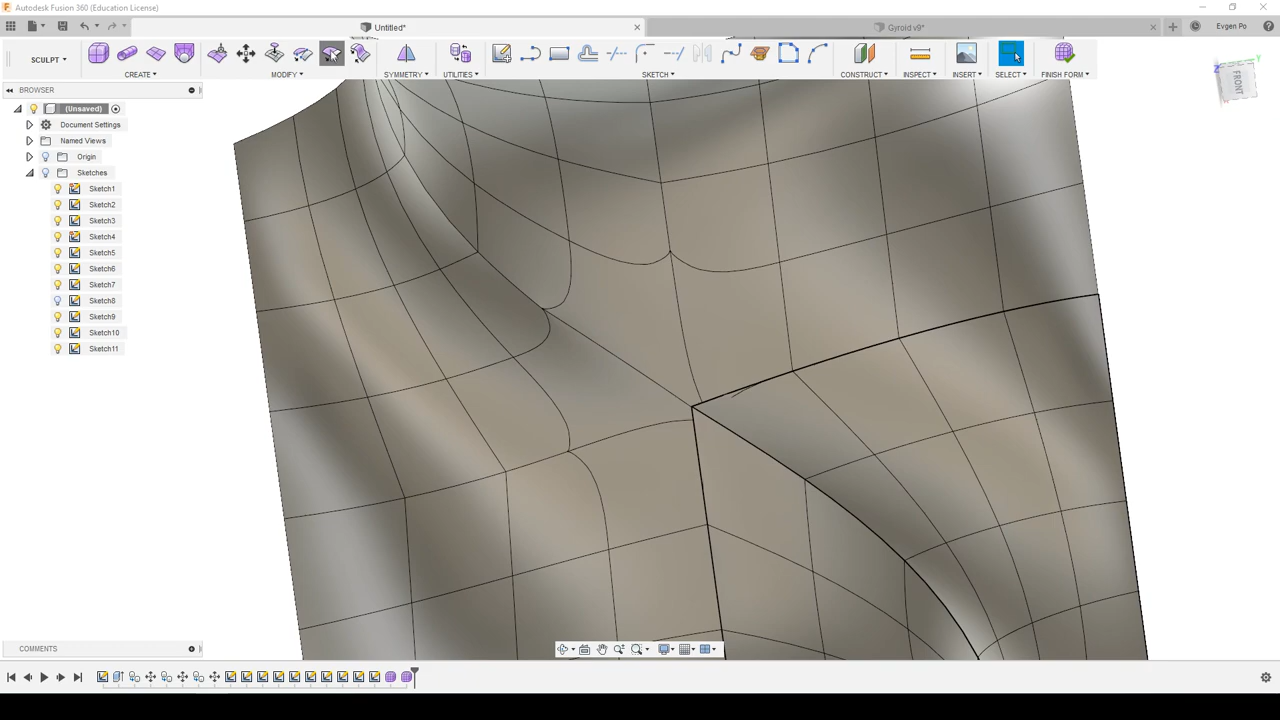 Autodesk Fusion 360 (Education License)
Untitled*
Gyroid v9*
Evgen Po
SCULPT
CREATE
MODIFY
SYMMETRY
UTILITIES
SKETCH
CONSTRUCT
INSPECT
INSERT
SELECT
FINISH FORM
BROWSER
(Unsaved)
Document Settings
Named Views
Origin
Sketches
Sketch1
Sketch2
Sketch3
Sketch4
Sketch5
Sketch6
Sketch7
Sketch8
Sketch9
Sketch10
Sketch11
Z
Y
FRONT
COMMENTS